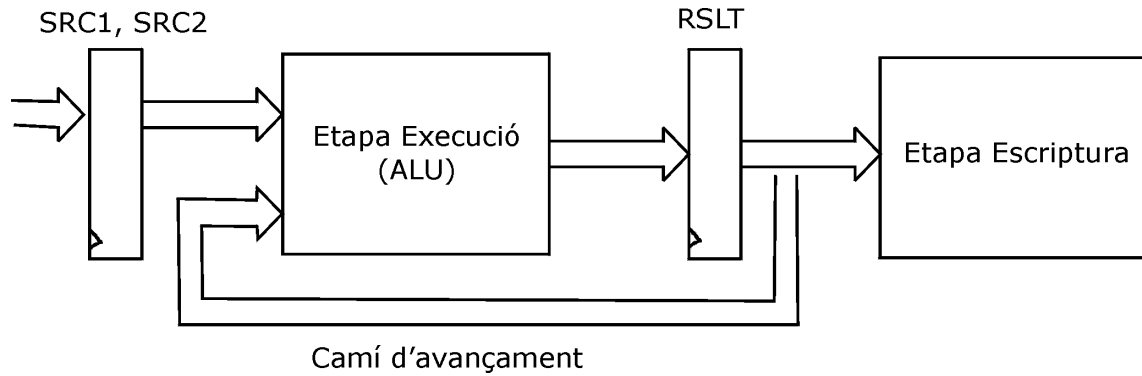 SRC1, SRC2
RSLT
Etapa Execució
(ALU)
Etapa Escriptura
Camí d'avançament